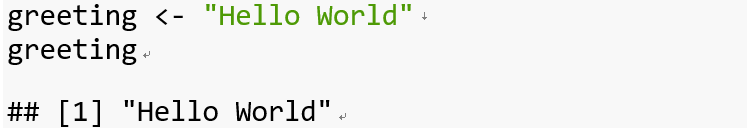 greeting <- "Hello World"
greeting
## [1] "Hello World"